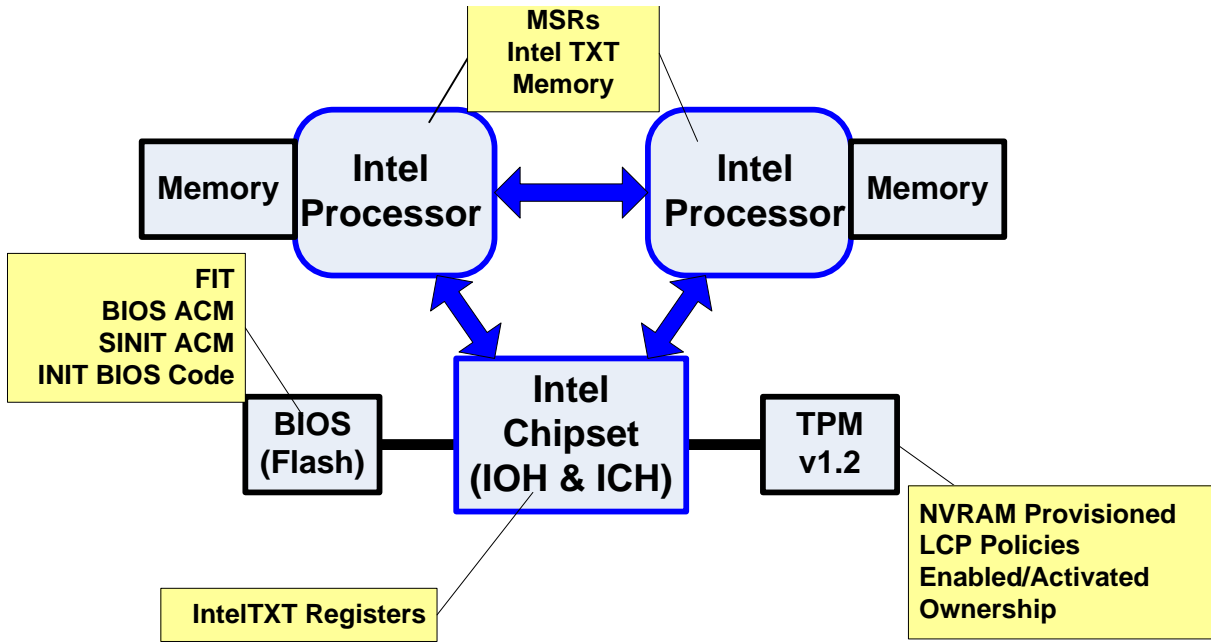 MSRs
Intel TXT
Memory
Memory
Intel
Processor
Intel
Processor
Memory
FIT
BIOS ACM
SINIT ACM
INIT BIOS Code
BIOS
(Flash)
Intel
Chipset
(IOH & ICH)
TPM
v1.2
NVRAM Provisioned
LCP Policies
Enabled/Activated
Ownership
IntelTXT Registers